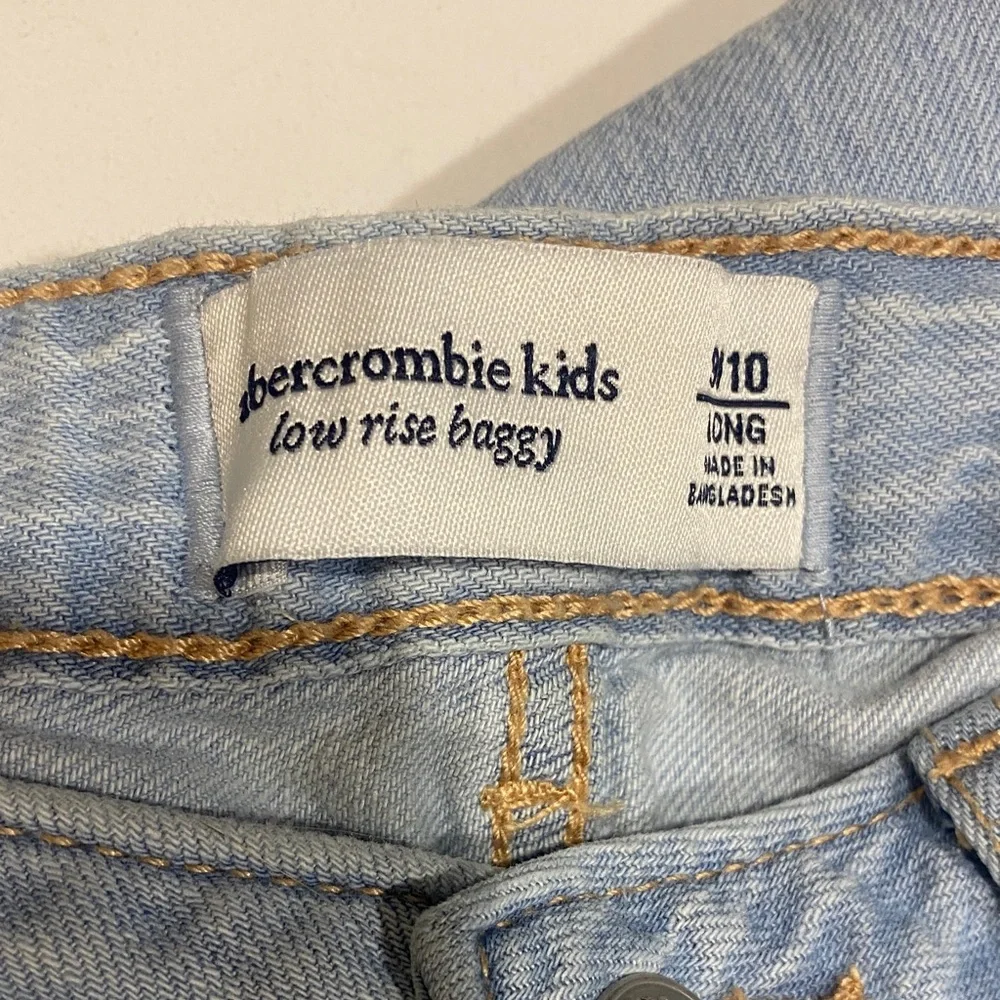 abercrombie kids
low rise baggy
9/10
LONG
MADE IN
BANGLADESH